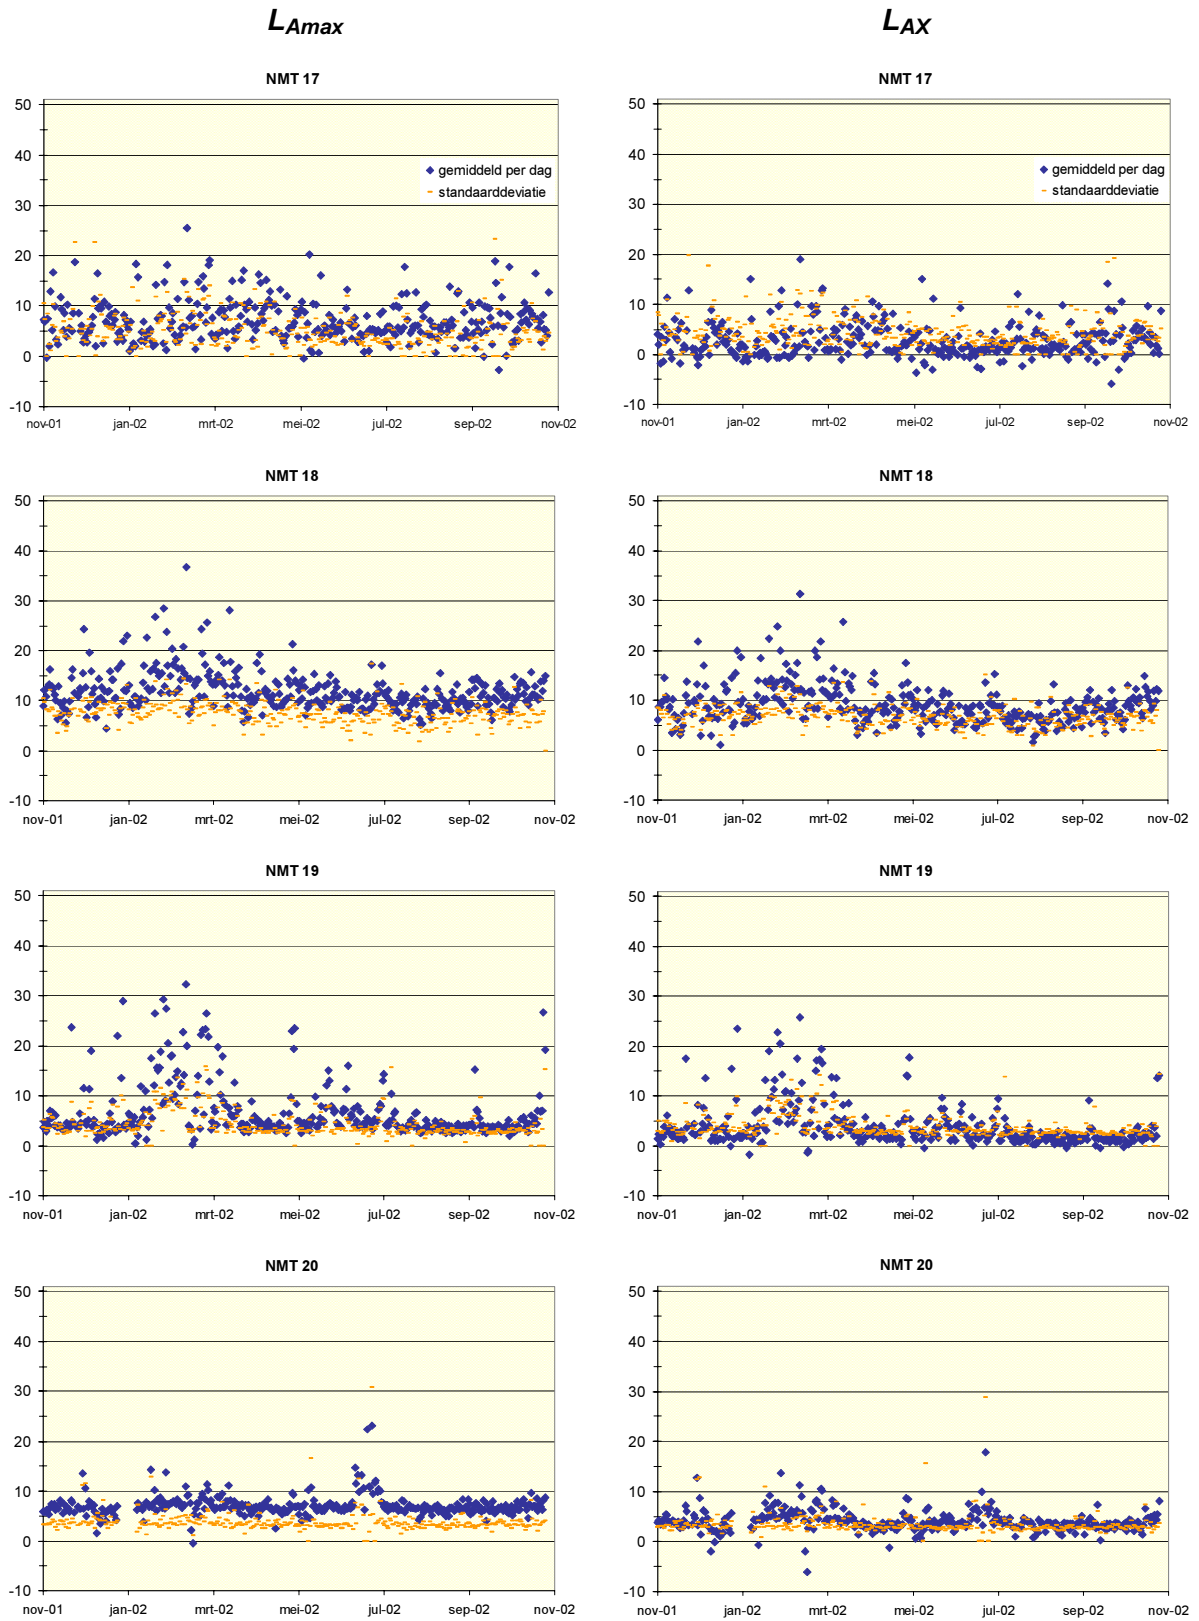 LAmax LAX
NMT 17 NMT 17
50 50
40 40
30 30
20 20
10 10
0 0
-10 -10
gemiddeld per dag gemiddeld per dag
standaarddeviatie standaarddeviatie
nov-01 jan-02 mrt-02 mei-02 jul-02 sep-02 nov-02 nov-01 jan-02 mrt-02 mei-02 jul-02 sep-02 nov-02
NMT 18 NMT 18
50 50
40 40
30 30
20 20
10 10
0 0
-10 -10
nov-01 jan-02 mrt-02 mei-02 jul-02 sep-02 nov-02 nov-01 jan-02 mrt-02 mei-02 jul-02 sep-02 nov-02
NMT 19 NMT 19
50 50
40 40
30 30
20 20
10 10
0 0
-10 -10
nov-01 jan-02 mrt-02 mei-02 jul-02 sep-02 nov-02 nov-01 jan-02 mrt-02 mei-02 jul-02 sep-02 nov-02
NMT 20 NMT 20
50 50
40 40
30 30
20 20
10 10
0 0
-10 -10
nov-01 jan-02 mrt-02 mei-02 jul-02 sep-02 nov-02 nov-01 jan-02 mrt-02 mei-02 jul-02 sep-02 nov-02